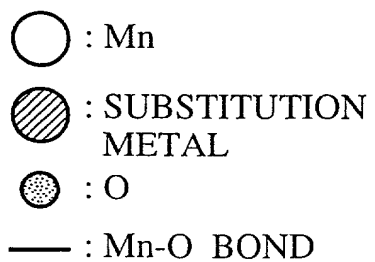 : Mn
: SUBSTITUTION
METAL
: O
: Mn-O BOND